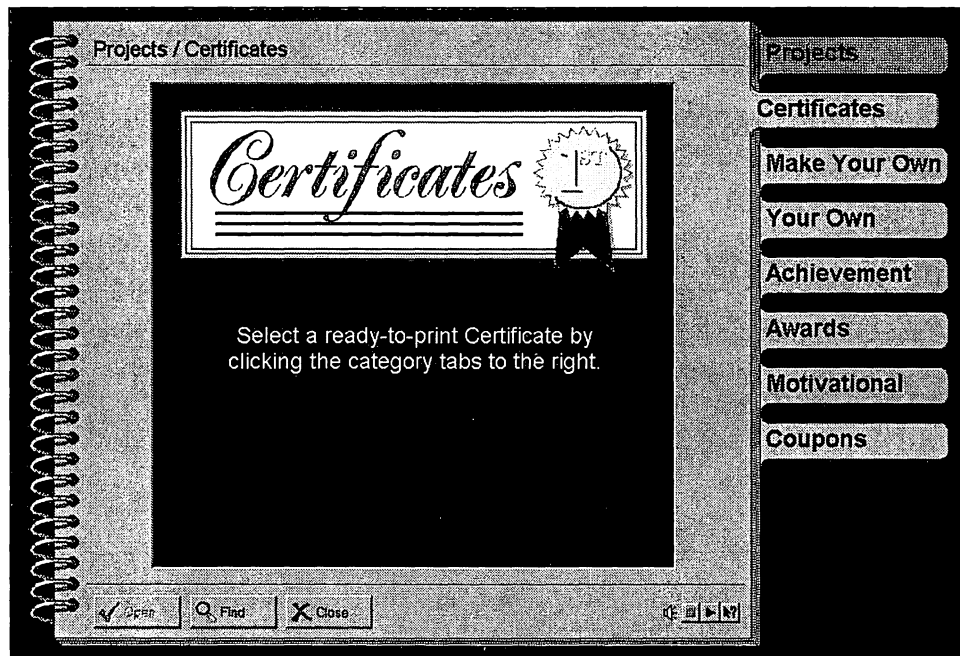 Projects / Certificates
Certificates
1ST
Select a ready-to-print Certificate by
clicking the category tabs to the right.
Open
Find
Close
Projects
Certificates
Make Your Own
Your Own
Achievement
Awards
Motivational
Coupons